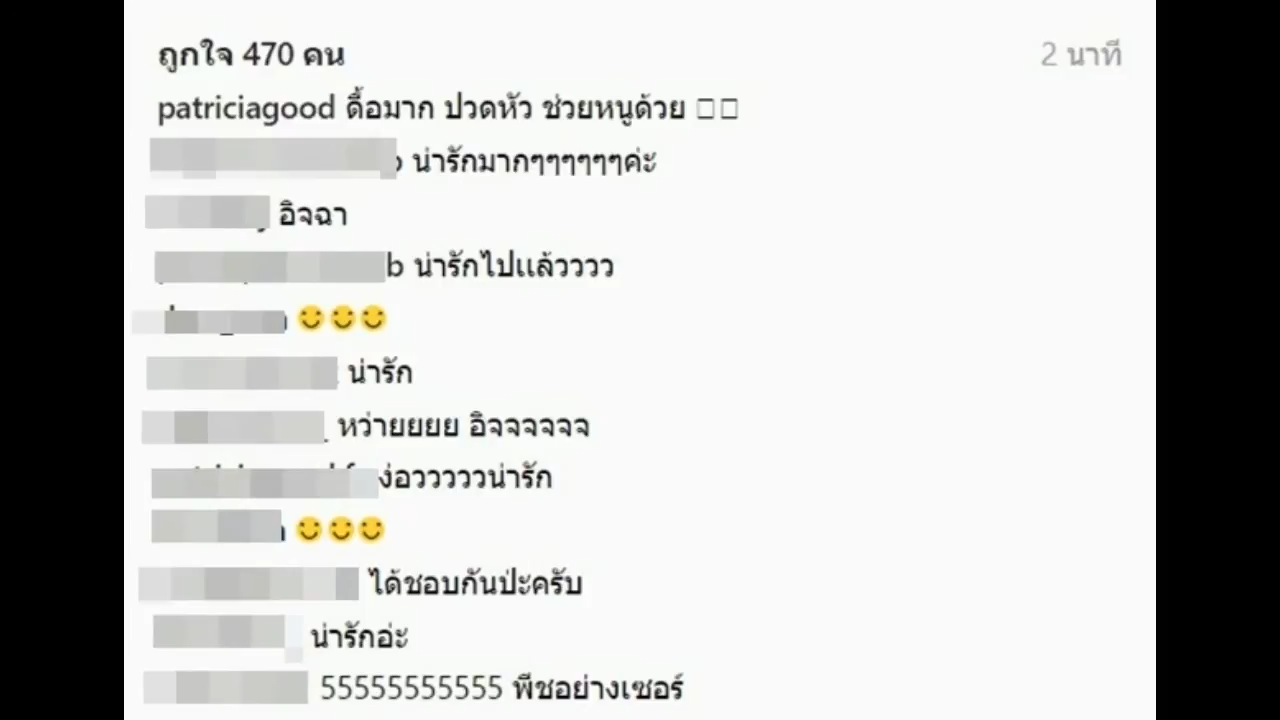 ถูกใจ 470 คน 2 นาที
patriciagood ดื้อมาก ปวดหัว ช่วยหนูด้วย □□
น่ารักมากๆๆๆๆๆๆค่ะ
อิจฉา
b น่ารักไปแล้วววว
น่ารัก
หว่ายยยย อิจจจจจจ
ง่อวววววน่ารัก
ได้ชอบกันป่ะครับ
น่ารักอ่ะ
55555555555 พีชอย่างเซอร์